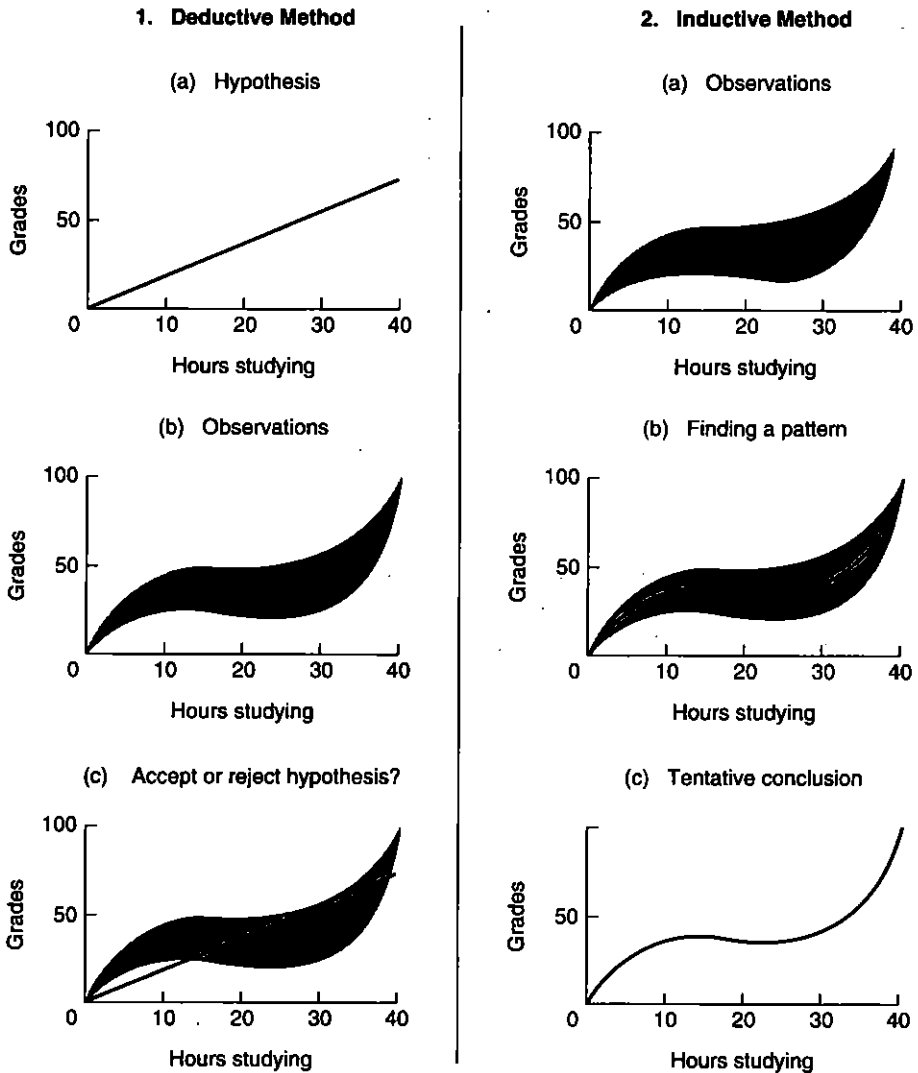 1. Deductive Method
(a) Hypothesis
100
50
0
10
20
30
40
Grades
Hours studying
(b) Observations
100
50
0
10
20
30
40
Grades
Hours studying
(c) Accept or reject hypothesis?
100
50
0
10
20
30
40
Grades
Hours studying
2. Inductive Method
(a) Observations
100
50
0
10
20
30
40
Grades
Hours studying
(b) Finding a pattern
100
50
0
10
20
30
40
Grades
Hours studying
(c) Tentative conclusion
50
0
10
20
30
40
Grades
Hours studying